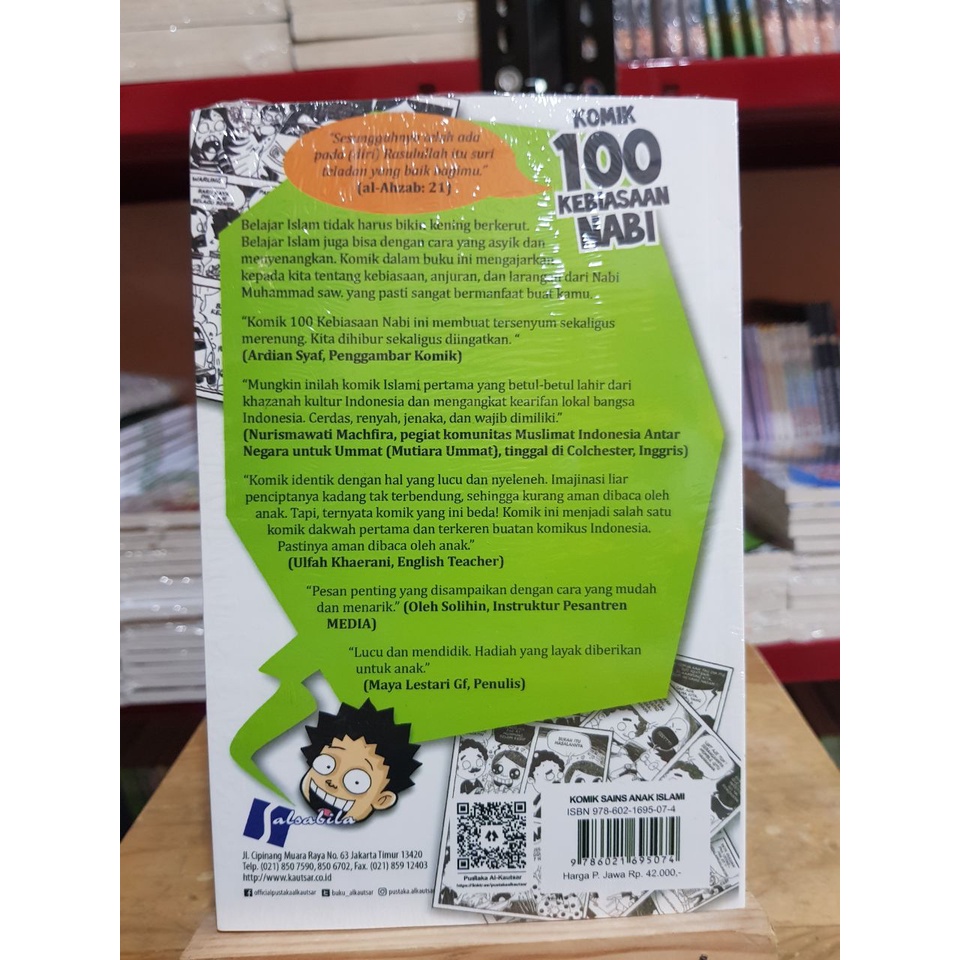 KOMIK
100
KEBIASAAN
NABI
"Sesungguhnya telah ada
pada (diri) Rasulullah itu suri
teladan yang baik bagimu."
(al-Ahzab: 21)
Belajar Islam tidak harus bikin kening berkerut.
Belajar Islam juga bisa dengan cara yang asyik dan
menyenangkan. Komik dalam buku ini mengajarkan
kepada kita tentang kebiasaan, anjuran, dan larangan dari Nabi
Muhammad saw. yang pasti sangat bermanfaat buat kamu.
"Komik 100 Kebiasaan Nabi ini membuat tersenyum sekaligus
merenung. Kita dihibur sekaligus diingatkan. "
(Ardian Syaf, Penggambar Komik)
"Mungkin inilah komik Islami pertama yang betul-betul lahir dari
khazanah kultur Indonesia dan mengangkat kearifan lokal bangsa
Indonesia. Cerdas, renyah, jenaka, dan wajib dimiliki."
(Nurismawati Machfira, pegiat komunitas Muslimat Indonesia Antar
Negara untuk Ummat (Mutiara Ummat), tinggal di Colchester, Inggris)
"Komik identik dengan hal yang lucu dan nyeleneh. Imajinasi liar
penciptanya kadang tak terbendung, sehingga kurang aman dibaca oleh
anak. Tapi, ternyata komik yang ini beda! Komik ini menjadi salah satu
komik dakwah pertama dan terkeren buatan komikus Indonesia.
Pastinya aman dibaca oleh anak."
(Ulfah Khaerani, English Teacher)
"Pesan penting yang disampaikan dengan cara yang mudah
dan menarik." (Oleh Solihin, Instruktur Pesantren
MEDIA)
"Lucu dan mendidik. Hadiah yang layak diberikan
untuk anak."
(Maya Lestari Gf, Penulis)
Salsabila
Jl. Cipinang Muara Raya No. 63 Jakarta Timur 13420
Telp. (021) 850 7590, 850 6702, Fax. (021) 859 12403
http://www.kautsar.co.id
officialpustakaalkautsar buku_alkautsar pustaka.alkautsar
Pustaka Al-Kautsar
KOMIK SAINS ANAK ISLAMI
ISBN 978-602-1695-07-4
9 786021 695074
Harga P. Jawa Rp. 42.000,-